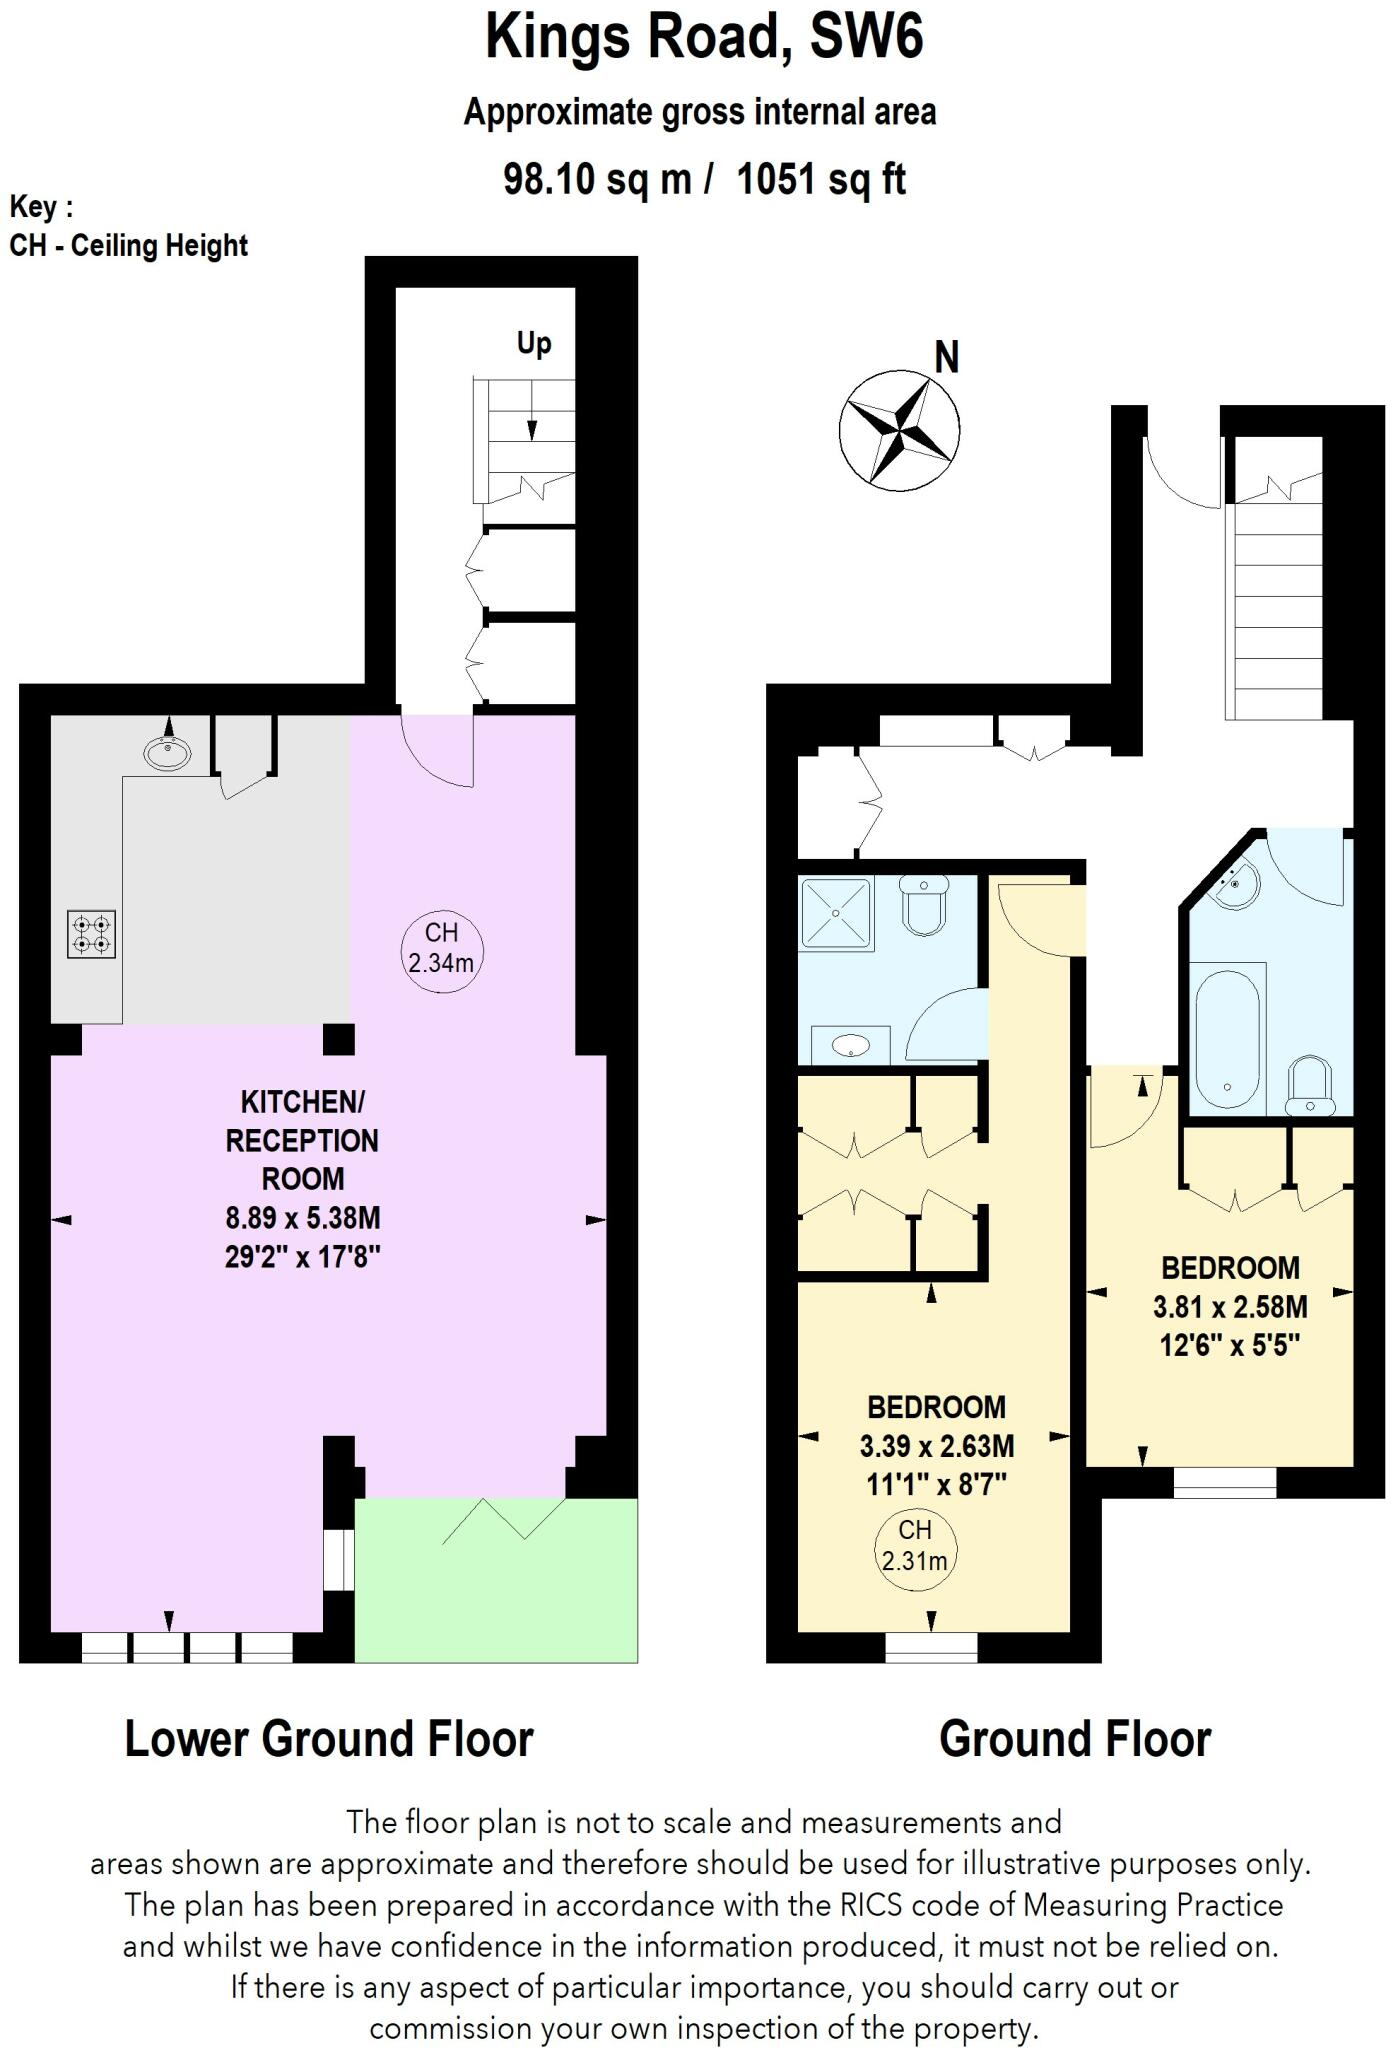 Kings Road, SW6
Approximate gross internal area
98.10 sq m / 1051 sq ft
Key :
CH - Ceiling Height
Up
N
CH
2.34m
KITCHEN/
RECEPTION
ROOM
8.89 x 5.38M
29'2" x 17'8"
BEDROOM
3.81 x 2.58M
12'6" x 5'5"
BEDROOM
3.39 x 2.63M
11'1" x 8'7"
CH
2.31m
Lower Ground Floor
Ground Floor
The floor plan is not to scale and measurements and
areas shown are approximate and therefore should be used for illustrative purposes only.
The plan has been prepared in accordance with the RICS code of Measuring Practice
and whilst we have confidence in the information produced, it must not be relied on.
If there is any aspect of particular importance, you should carry out or
commission your own inspection of the property.